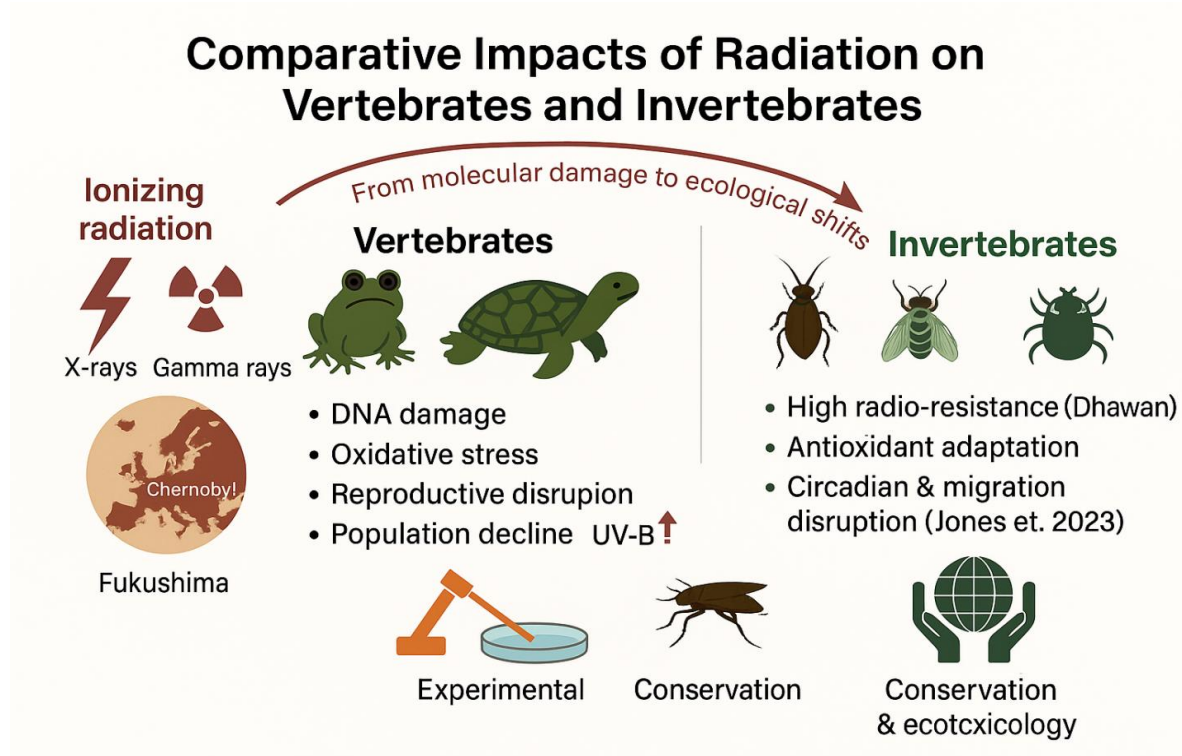 Comparative Impacts of Radiation on
Vertebrates and Invertebrates
From molecular damage to ecological shifts
Ionizing
radiation
X-rays Gamma rays
Chernoby!
Fukushima
Vertebrates
• DNA damage
• Oxidative stress
• Reproductive disrupion
• Population decline UV-B
Invertebrates
• High radio-resistance (Dhawan)
• Antioxidant adaptation
• Circadian & migration
disruption (Jones et. 2023)
Experimental
Conservation
Conservation
& ecotcxicology